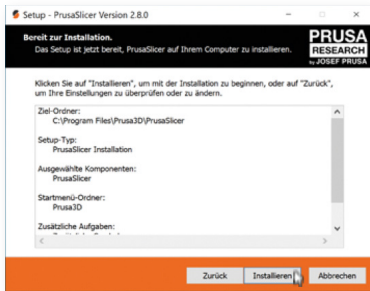 Setup - PrusaSlicer Version 2.8.0
Bereit zur Installation.
Das Setup ist jetzt bereit, PrusaSlicer auf Ihrem Computer zu installieren.
PRUSA
RESEARCH
by JOSEF PRUSA
Klicken Sie auf "Installieren", um mit der Installation zu beginnen, oder auf "Zurück",
um Ihre Einstellungen zu überprüfen oder zu ändern.
Ziel-Ordner:
C:\Program Files\Prusa3D\PrusaSlicer
Setup-Typ:
PrusaSlicer Installation
Ausgewählte Komponenten:
PrusaSlicer
Startmenü-Ordner:
Prusa3D
Zusätzliche Aufgaben:
Zurück
Installieren
Abbrechen